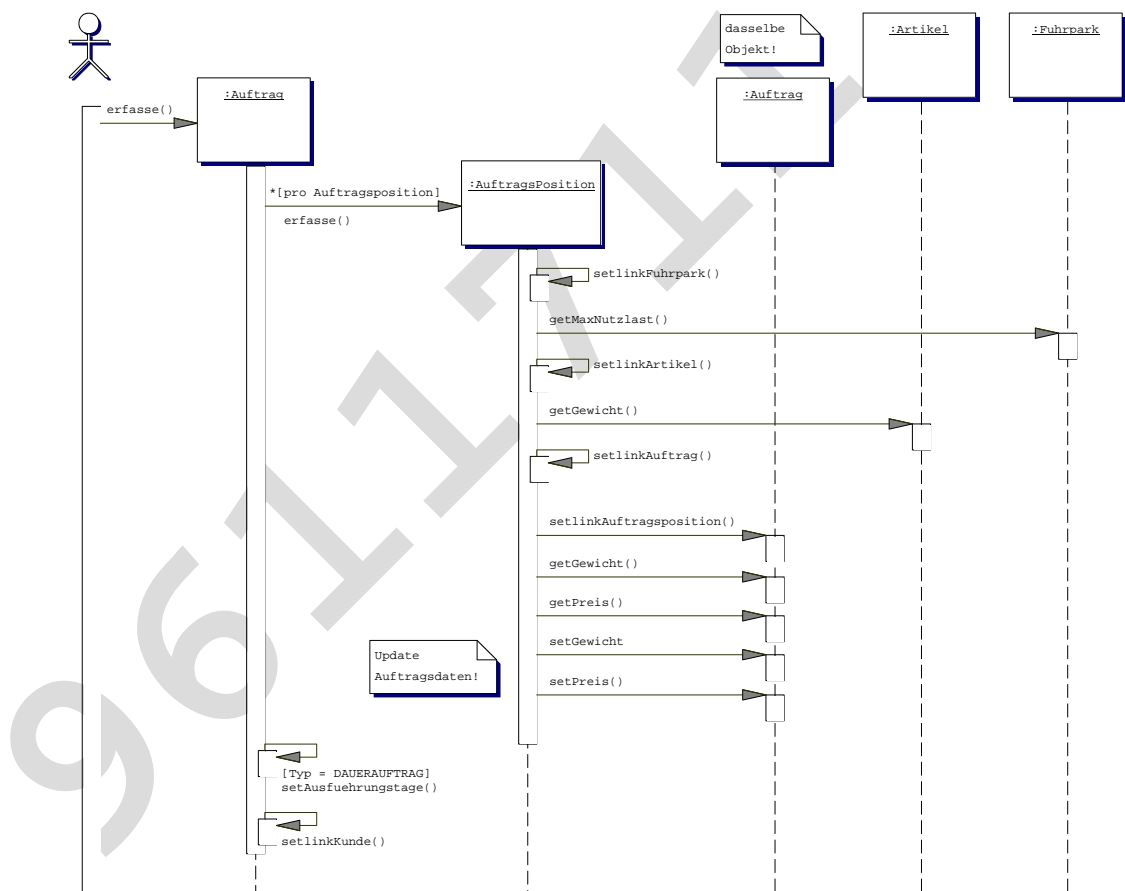 dasselbe
Objekt!
:Artikel
:Fuhrpark
:Auftrag
:Auftrag
erfasse()
:AuftragsPosition
*[pro Auftragsposition]
erfasse()
setlinkFuhrpark()
getMaxNutzlast()
setlinkArtikel()
getGewicht()
setlinkAuftrag()
setlinkAuftragsposition()
getGewicht()
getPreis()
setGewicht
Update
Auftragsdaten!
setPreis()
[Typ = DAUERAUFTRAG]
setAusfuehrungstage()
setlinkKunde()
9611711